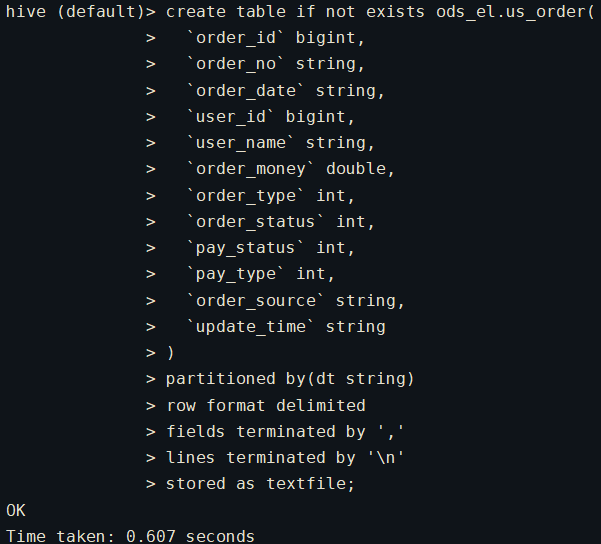 hive (default)> create table if not exists ods_el.us_order(
              >   `order_id` bigint,
              >   `order_no` string,
              >   `order_date` string,
              >   `user_id` bigint,
              >   `user_name` string,
              >   `order_money` double,
              >   `order_type` int,
              >   `order_status` int,
              >   `pay_status` int,
              >   `pay_type` int,
              >   `order_source` string,
              >   `update_time` string
              > )
              > partitioned by(dt string)
              > row format delimited
              > fields terminated by ','
              > lines terminated by '\n'
              > stored as textfile;
OK
Time taken: 0.607 seconds